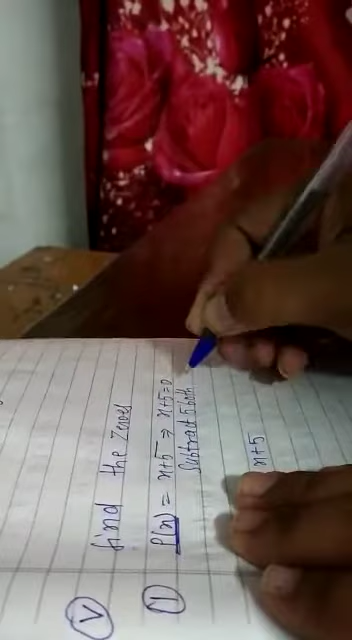 (V) find the zeroes
(1) P(x) = x+5 ⇒ x+5=0
Subtract 5 both
x+5